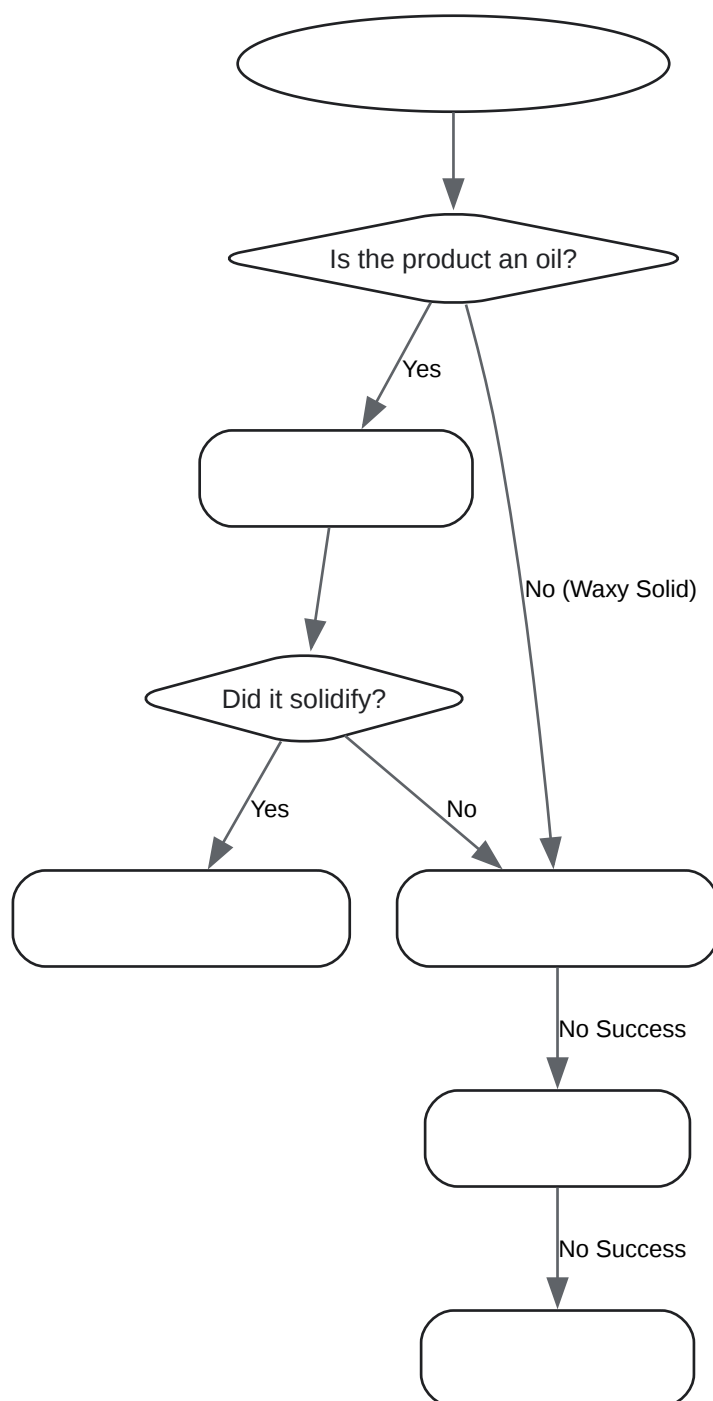 Is the product an oil?
Yes
No (Waxy Solid)
Did it solidify?
Yes
No
No Success
No Success